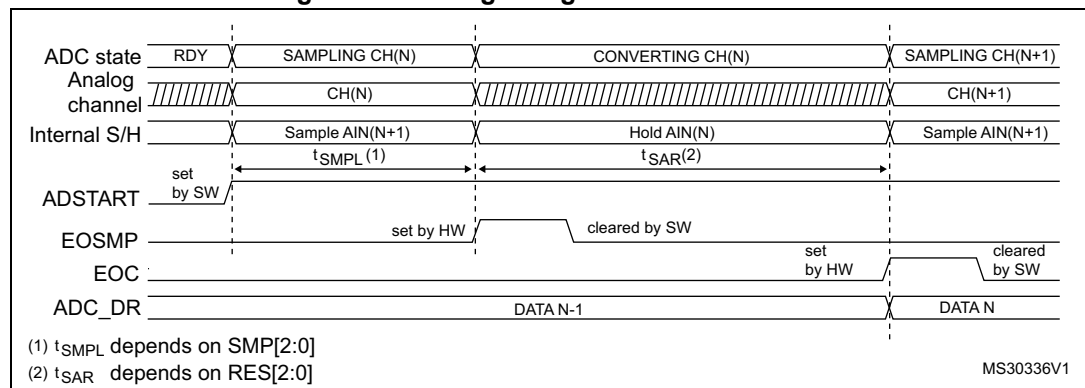 ADC state RDY SAMPLING CH(N) CONVERTING CH(N) SAMPLING CH(N+1)
Analog channel CH(N) CH(N+1)
Internal S/H Sample AIN(N+1) Hold AIN(N) Sample AIN(N+1)
tSMPL(1) tSAR(2)
ADSTART set by SW
EOSMP set by HW cleared by SW
EOC set by HW cleared by SW
ADC_DR DATA N-1 DATA N
(1) tSMPL depends on SMP[2:0]
(2) tSAR depends on RES[2:0]
MS30336V1